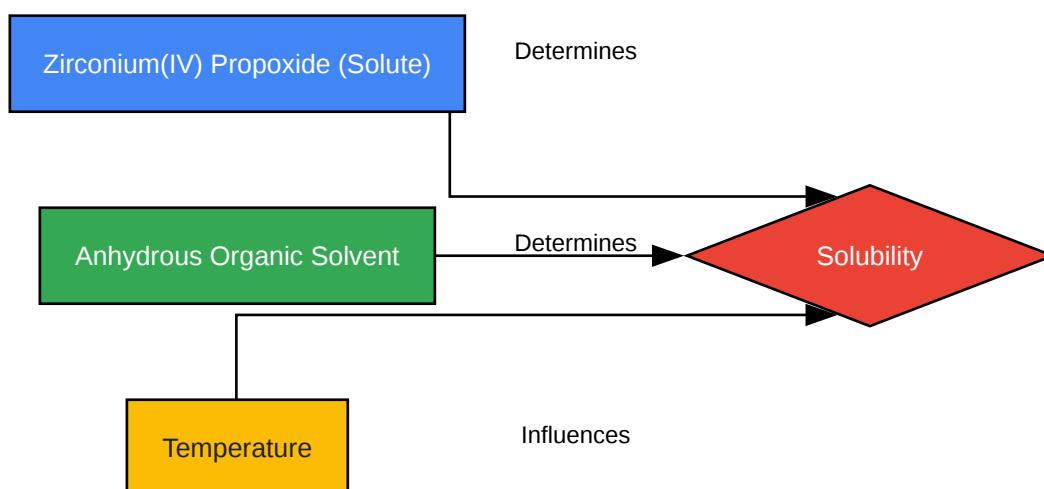 Zirconium(IV) Propoxide (Solute)
Determines
Anhydrous Organic Solvent
Determines
Solubility
Temperature
Influences